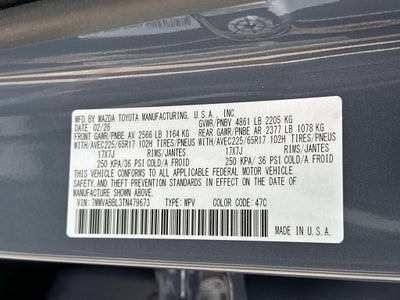 MFD. BY MAZDA TOYOTA MANUFACTURING, U.S.A., INC.
DATE: 02/26 GVWR/PNBV 4861 LB 2205 KG
FRONT GAWR/PNBE AV 2566 LB 1164 KG REAR GAWR/PNBE AR 2377 LB 1078 KG
WITH/AVEC225/65R17 102H TIRES/PNEUS WITH/AVEC225/65R17 102H TIRES/PNEUS
17X7J RIMS/JANTES 17X7J RIMS/JANTES
250 KPA/36 PSI COLD/A FROID 250 KPA/ 36 PSI COLD/A FROID
THIS VEHICLE CONFORMS TO ALL APPLICABLE FEDERAL MOTOR VEHICLE
SAFETY STANDARDS IN EFFECT ON THE DATE OF
MANUFACTURE SHOWN ABOVE.
VIN: 7MMVABBL3TN479673 TYPE: MPV COLOR CODE: 47C
MADE IN U.S.A.